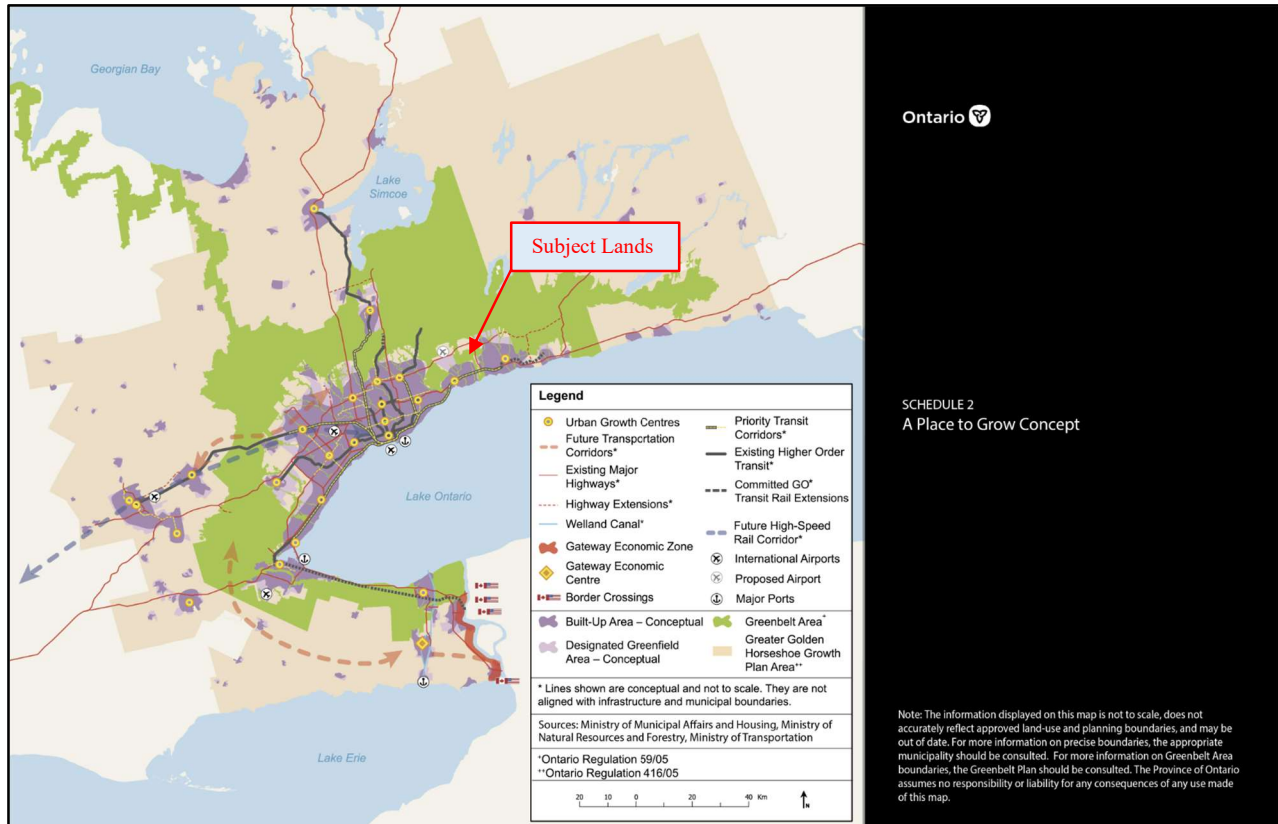 Georgian Bay
Lake
Simcoe
Subject Lands
Lake Ontario
Lake Erie
Legend
Urban Growth Centres
Future Transportation
Corridors*
Existing Major
Highways*
Highway Extensions*
Welland Canal*
Gateway Economic Zone
Gateway Economic
Centre
Border Crossings
Priority Transit
Corridors*
Existing Higher Order
Transit*
Committed GO*
Transit Rail Extensions
Future High-Speed
Rail Corridor*
International Airports
Proposed Airport
Major Ports
Built-Up Area – Conceptual
Designated Greenfield
Area – Conceptual
Greenbelt Area+
Greater Golden
Horseshoe Growth
Plan Area++
* Lines shown are conceptual and not to scale. They are not
aligned with infrastructure and municipal boundaries.
Sources: Ministry of Municipal Affairs and Housing, Ministry of
Natural Resources and Forestry, Ministry of Transportation
+Ontario Regulation 59/05
++Ontario Regulation 416/05
20 10 0 20 40 Km
N
Ontario
SCHEDULE 2
A Place to Grow Concept
Note: The information displayed on this map is not to scale, does not
accurately reflect approved land-use and planning boundaries, and may be
out of date. For more information on precise boundaries, the appropriate
municipality should be consulted. For more information on Greenbelt Area
boundaries, the Greenbelt Plan should be consulted. The Province of Ontario
assumes no responsibility or liability for any consequences of any use made
of this map.